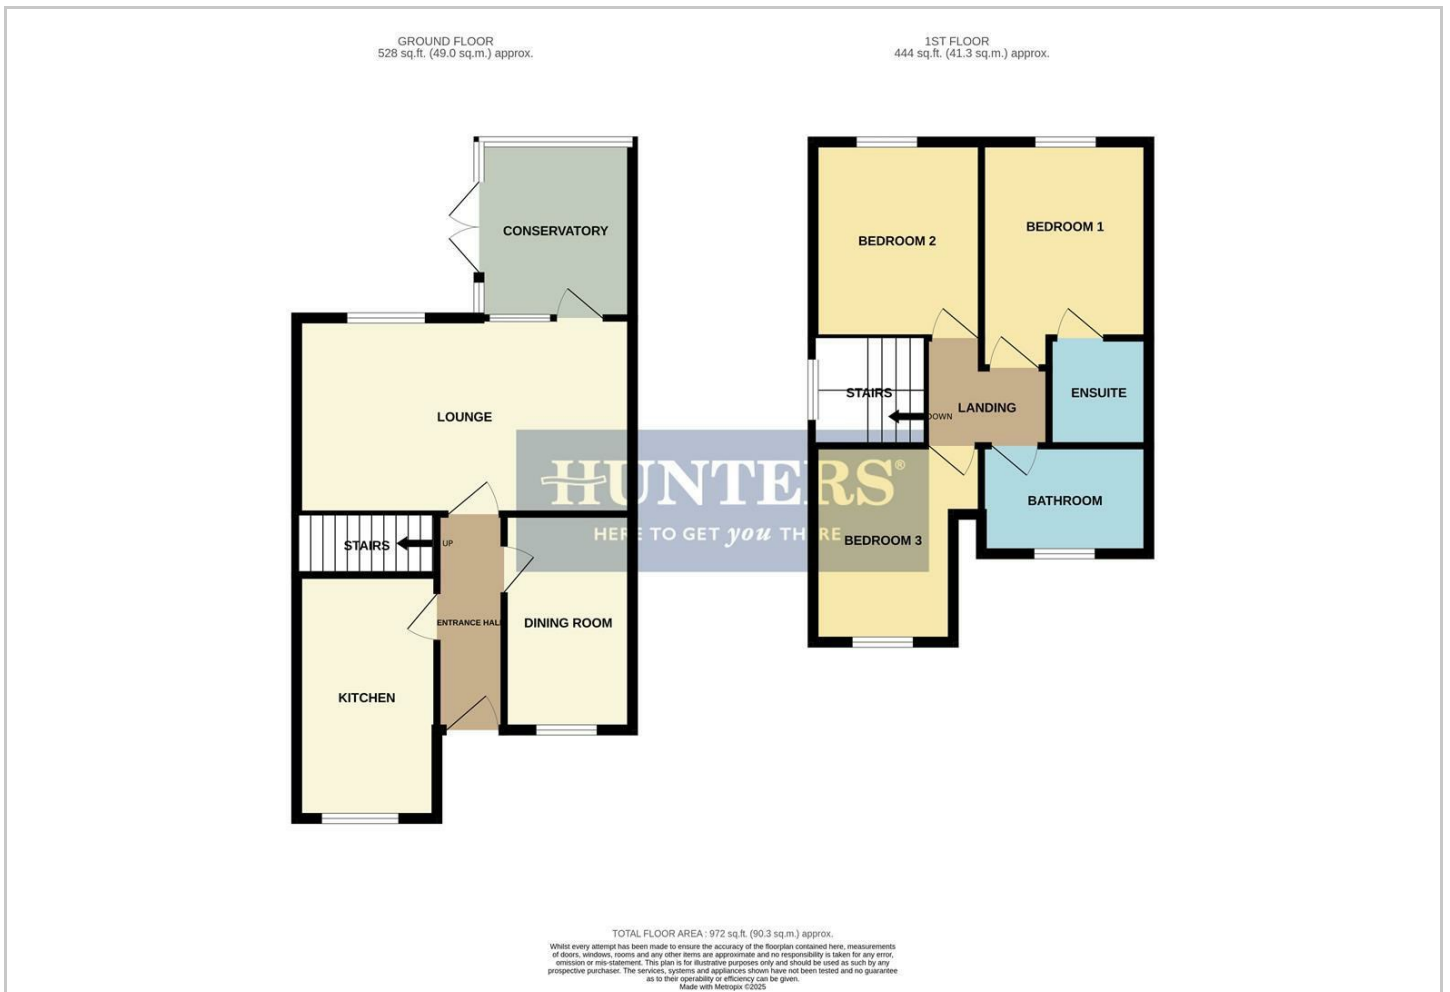 GROUND FLOOR
528 sq.ft. (49.0 sq.m.) approx.
1ST FLOOR
444 sq.ft. (41.3 sq.m.) approx.
CONSERVATORY
LOUNGE
STAIRS
UP
ENTRANCE HALL
DINING ROOM
KITCHEN
BEDROOM 2
BEDROOM 1
STAIRS
DOWN
LANDING
ENSUITE
BATHROOM
BEDROOM 3
HUNTERS®
HERE TO GET you THERE
TOTAL FLOOR AREA : 972 sq.ft. (90.3 sq.m.) approx.
Whilst every attempt has been made to ensure the accuracy of the floorplan contained here, measurements
of doors, windows, rooms and any other items are approximate and no responsibility is taken for any error,
omission or mis-statement. This plan is for illustrative purposes only and should be used as such by any
prospective purchaser. The services, systems and appliances shown have not been tested and no guarantee
as to their operability or efficiency can be given.
Made with Metropix ©2025